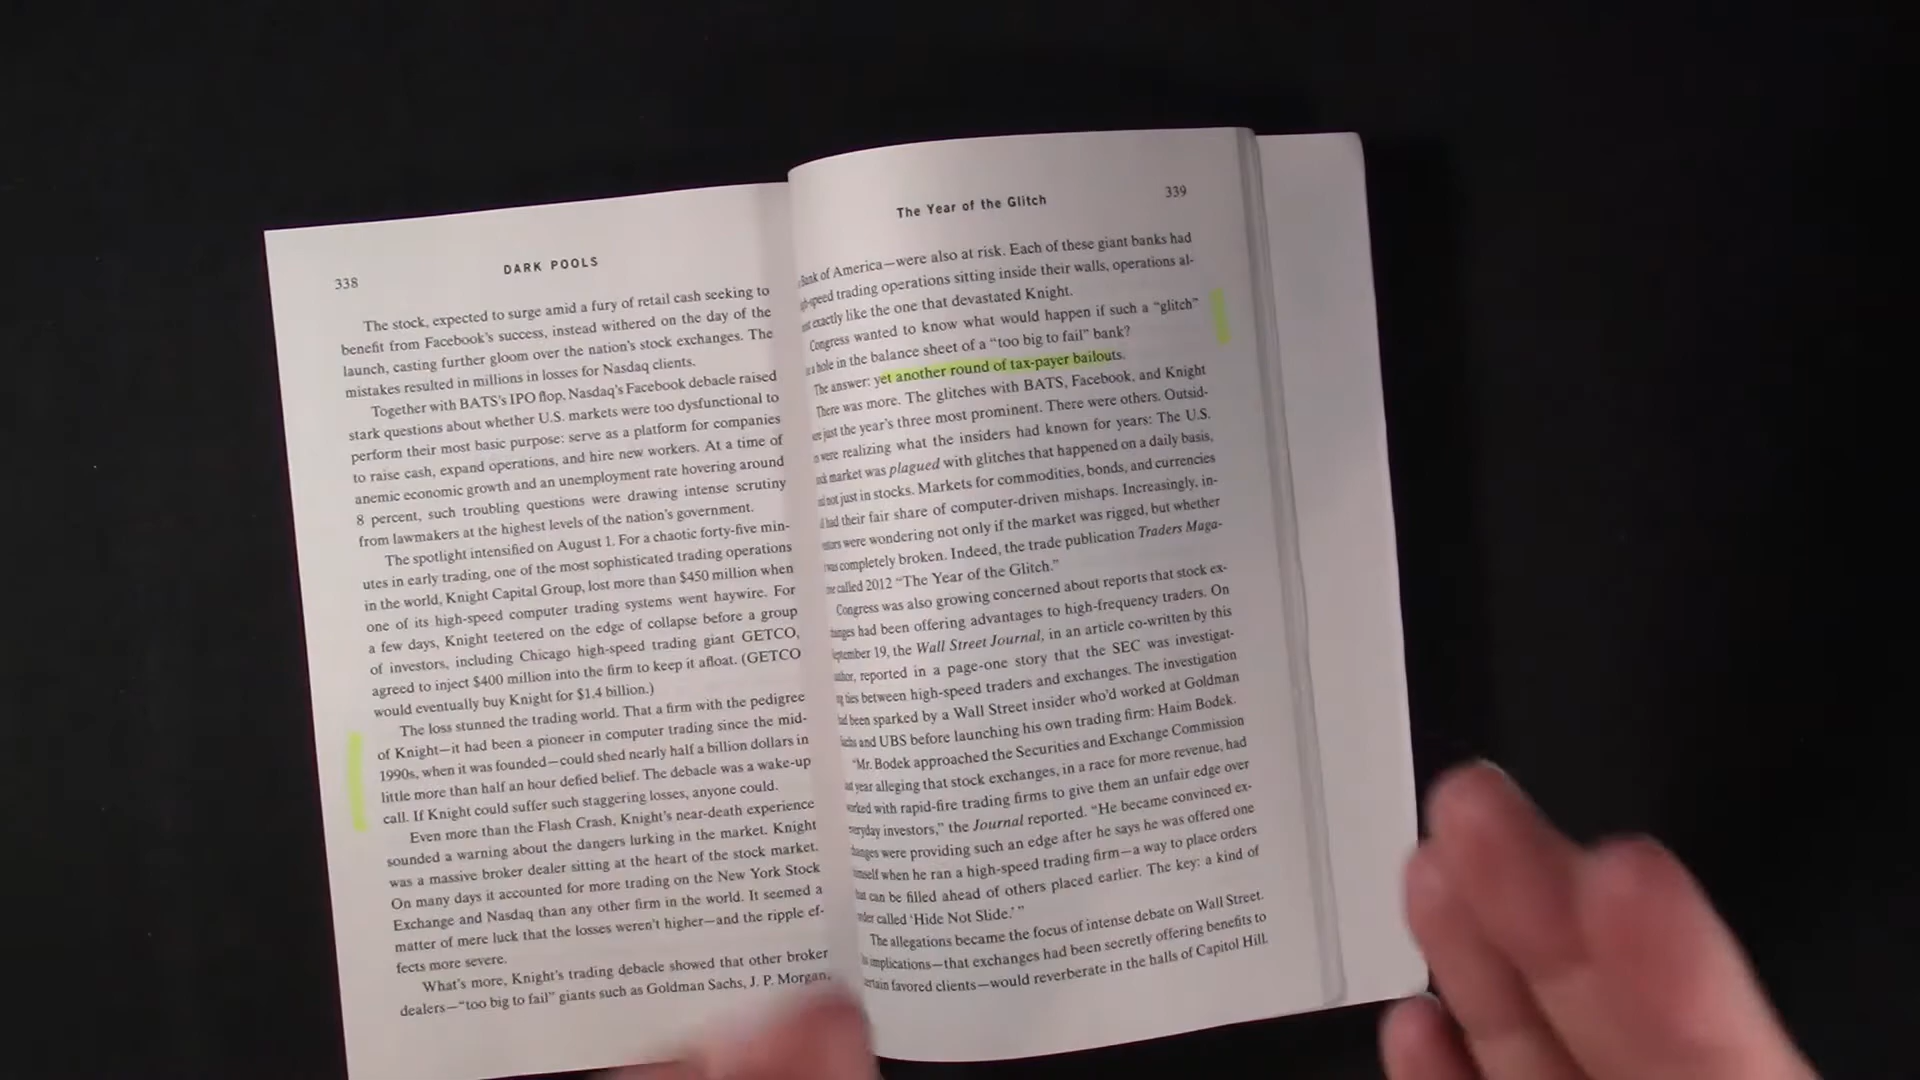 338
DARK POOLS
The stock, expected to surge amid a fury of retail cash seeking to
benefit from Facebook's success, instead withered on the day of the
launch, casting further gloom over the nation's stock exchanges. The
mistakes resulted in millions in losses for Nasdaq clients.
Together with BATS's IPO flop, Nasdaq's Facebook debacle raised
stark questions about whether U.S. markets were too dysfunctional to
perform their most basic purpose: serve as a platform for companies
to raise cash, expand operations, and hire new workers. At a time of
anemic economic growth and an unemployment rate hovering around
8 percent, such troubling questions were drawing intense scrutiny
from lawmakers at the highest levels of the nation's government.
The spotlight intensified on August 1. For a chaotic forty-five min-
utes in early trading, one of the most sophisticated trading operations
in the world, Knight Capital Group, lost more than $450 million when
one of its high-speed computer trading systems went haywire. For
a few days, Knight teetered on the edge of collapse before a group
of investors, including Chicago high-speed trading giant GETCO,
agreed to inject $400 million into the firm to keep it afloat. (GETCO
would eventually buy Knight for $1.4 billion.)
The loss stunned the trading world. That a firm with the pedigree
of Knight—it had been a pioneer in computer trading since the mid-
1990s, when it was founded—could shed nearly half a billion dollars in
little more than half an hour defied belief. The debacle was a wake-up
call. If Knight could suffer such staggering losses, anyone could.
Even more than the Flash Crash, Knight's near-death experience
sounded a warning about the dangers lurking in the market. Knight
was a massive broker dealer sitting at the heart of the stock market.
On many days it accounted for more trading on the New York Stock
Exchange and Nasdaq than any other firm in the world. It seemed a
matter of mere luck that the losses weren't higher—and the ripple ef-
fects more severe.
What's more, Knight's trading debacle showed that other broker
dealers—“too big to fail” giants such as Goldman Sachs, J. P. Morgan,
The Year of the Glitch
339
Bank of America—were also at risk. Each of these giant banks had
trading operations sitting inside their walls, operations al-
exactly like the one that devastated Knight.
Congress wanted to know what would happen if such a “glitch”
hole in the balance sheet of a “too big to fail” bank?
The answer: yet another round of tax-payer bailouts.
There was more. The glitches with BATS, Facebook, and Knight
just the year's three most prominent. There were others. Outsid-
were realizing what the insiders had known for years: The U.S.
market was plagued with glitches that happened on a daily basis,
not just in stocks. Markets for commodities, bonds, and currencies
had their fair share of computer-driven mishaps. Increasingly, in-
were wondering not only if the market was rigged, but whether
was completely broken. Indeed, the trade publication Traders Maga-
called 2012 “The Year of the Glitch.”
Congress was also growing concerned about reports that stock ex-
had been offering advantages to high-frequency traders. On
19, the Wall Street Journal, in an article co-written by this
reported in a page-one story that the SEC was investigat-
ties between high-speed traders and exchanges. The investigation
been sparked by a Wall Street insider who'd worked at Goldman
and UBS before launching his own trading firm: Haim Bodek.
“Mr. Bodek approached the Securities and Exchange Commission
year alleging that stock exchanges, in a race for more revenue, had
worked with rapid-fire trading firms to give them an unfair edge over
everyday investors,” the Journal reported. “He became convinced ex-
were providing such an edge after he says he was offered one
himself when he ran a high-speed trading firm—a way to place orders
that can be filled ahead of others placed earlier. The key: a kind of
called ‘Hide Not Slide.’ ”
The allegations became the focus of intense debate on Wall Street.
implications—that exchanges had been secretly offering benefits to
certain favored clients—would reverberate in the halls of Capitol Hill.